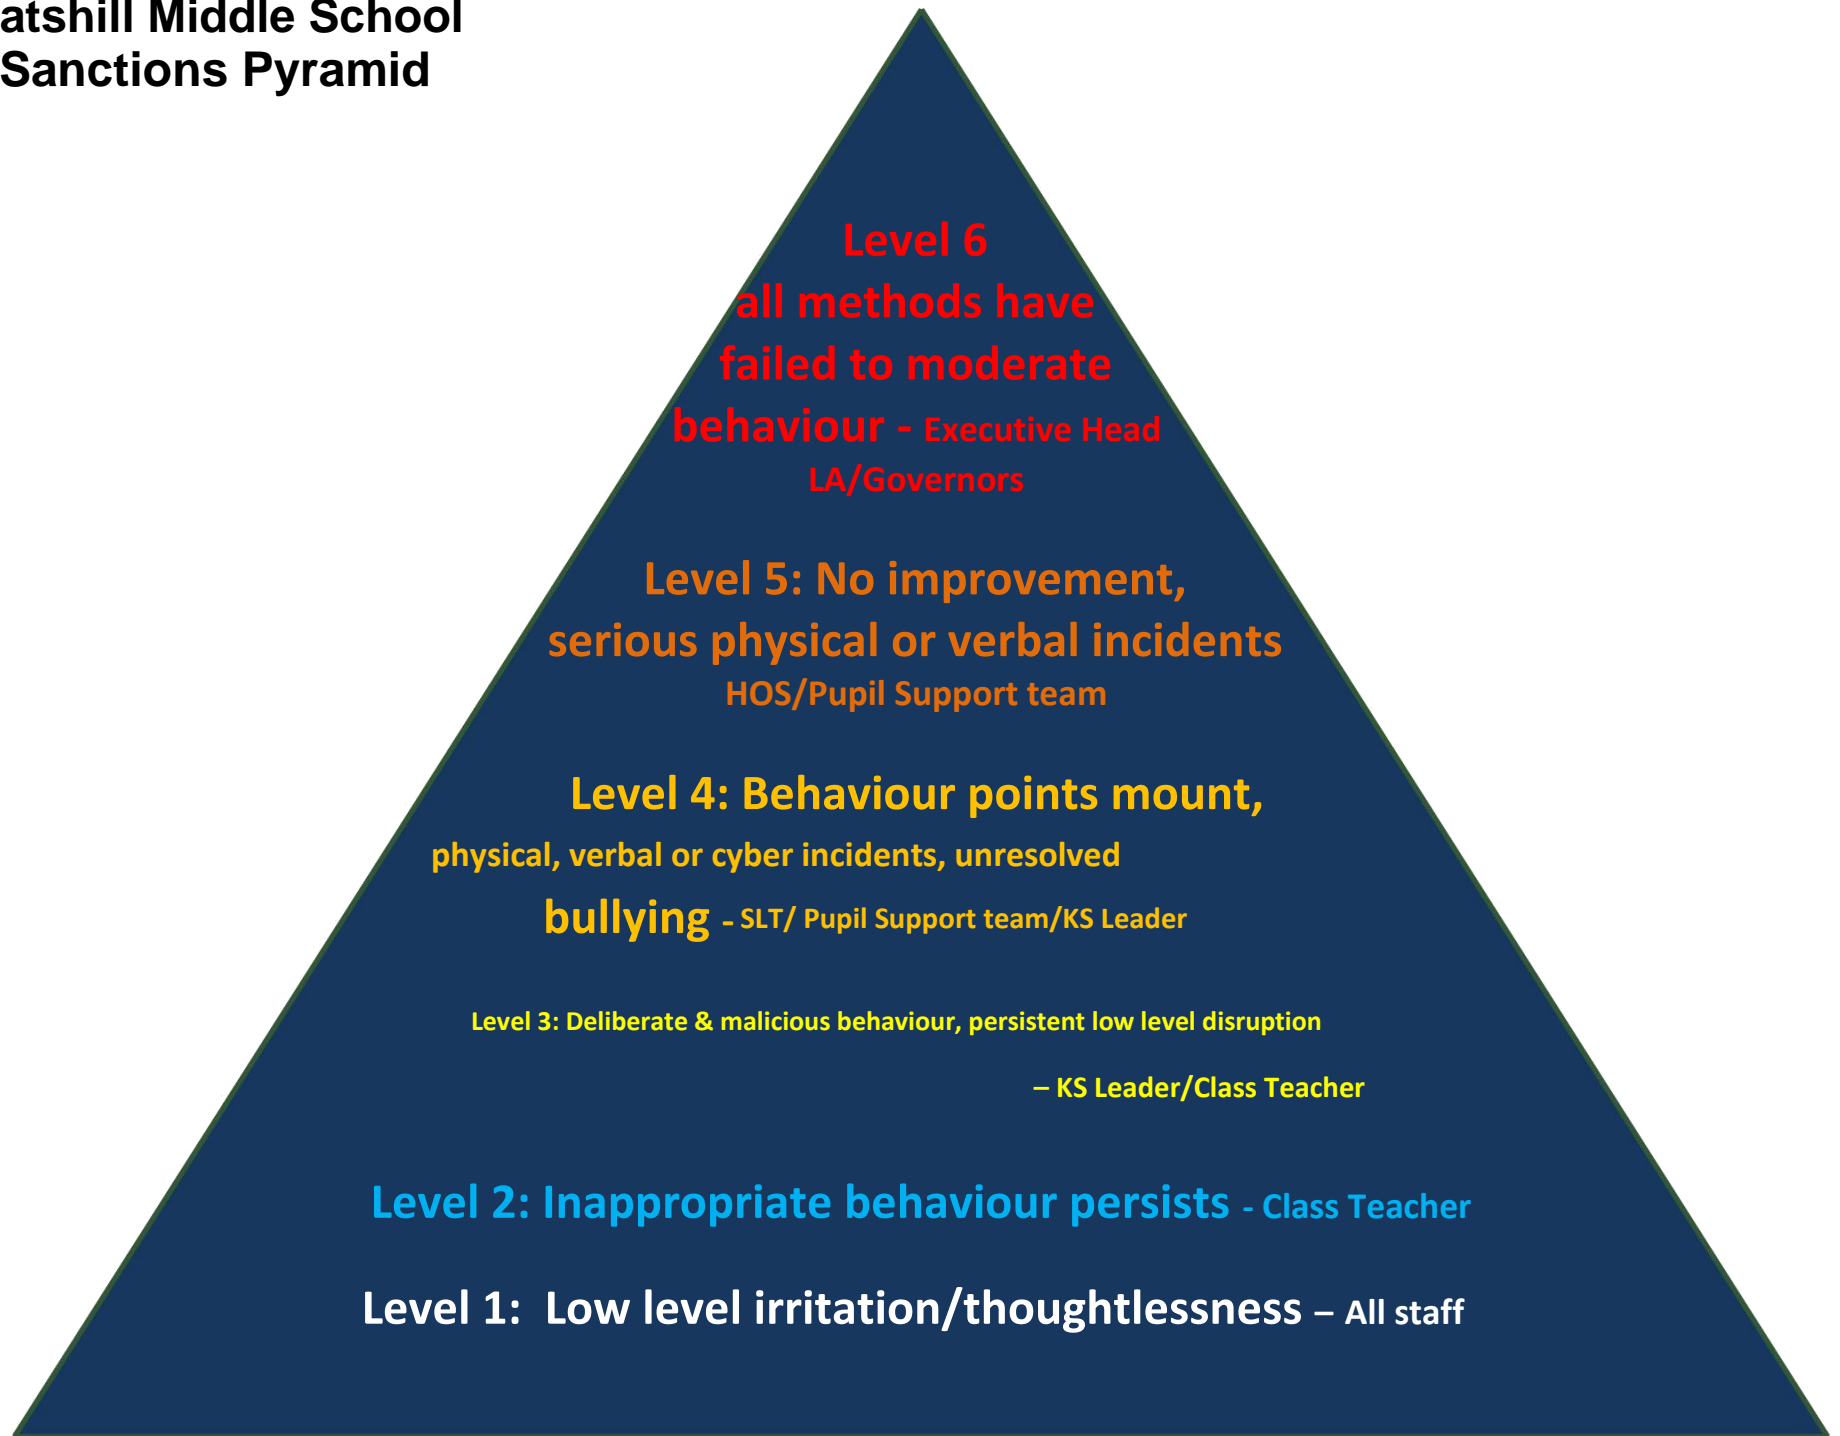 atshill Middle School
Sanctions Pyramid
Level 6
all methods have
failed to moderate
behaviour - Executive Head
LA/Governors
Level 5: No improvement,
serious physical or verbal incidents
HOS/Pupil Support team
Level 4: Behaviour points mount,
physical, verbal or cyber incidents, unresolved
bullying - SLT/ Pupil Support team/KS Leader
Level 3: Deliberate & malicious behaviour, persistent low level disruption
– KS Leader/Class Teacher
Level 2: Inappropriate behaviour persists - Class Teacher
Level 1:  Low level irritation/thoughtlessness – All staff